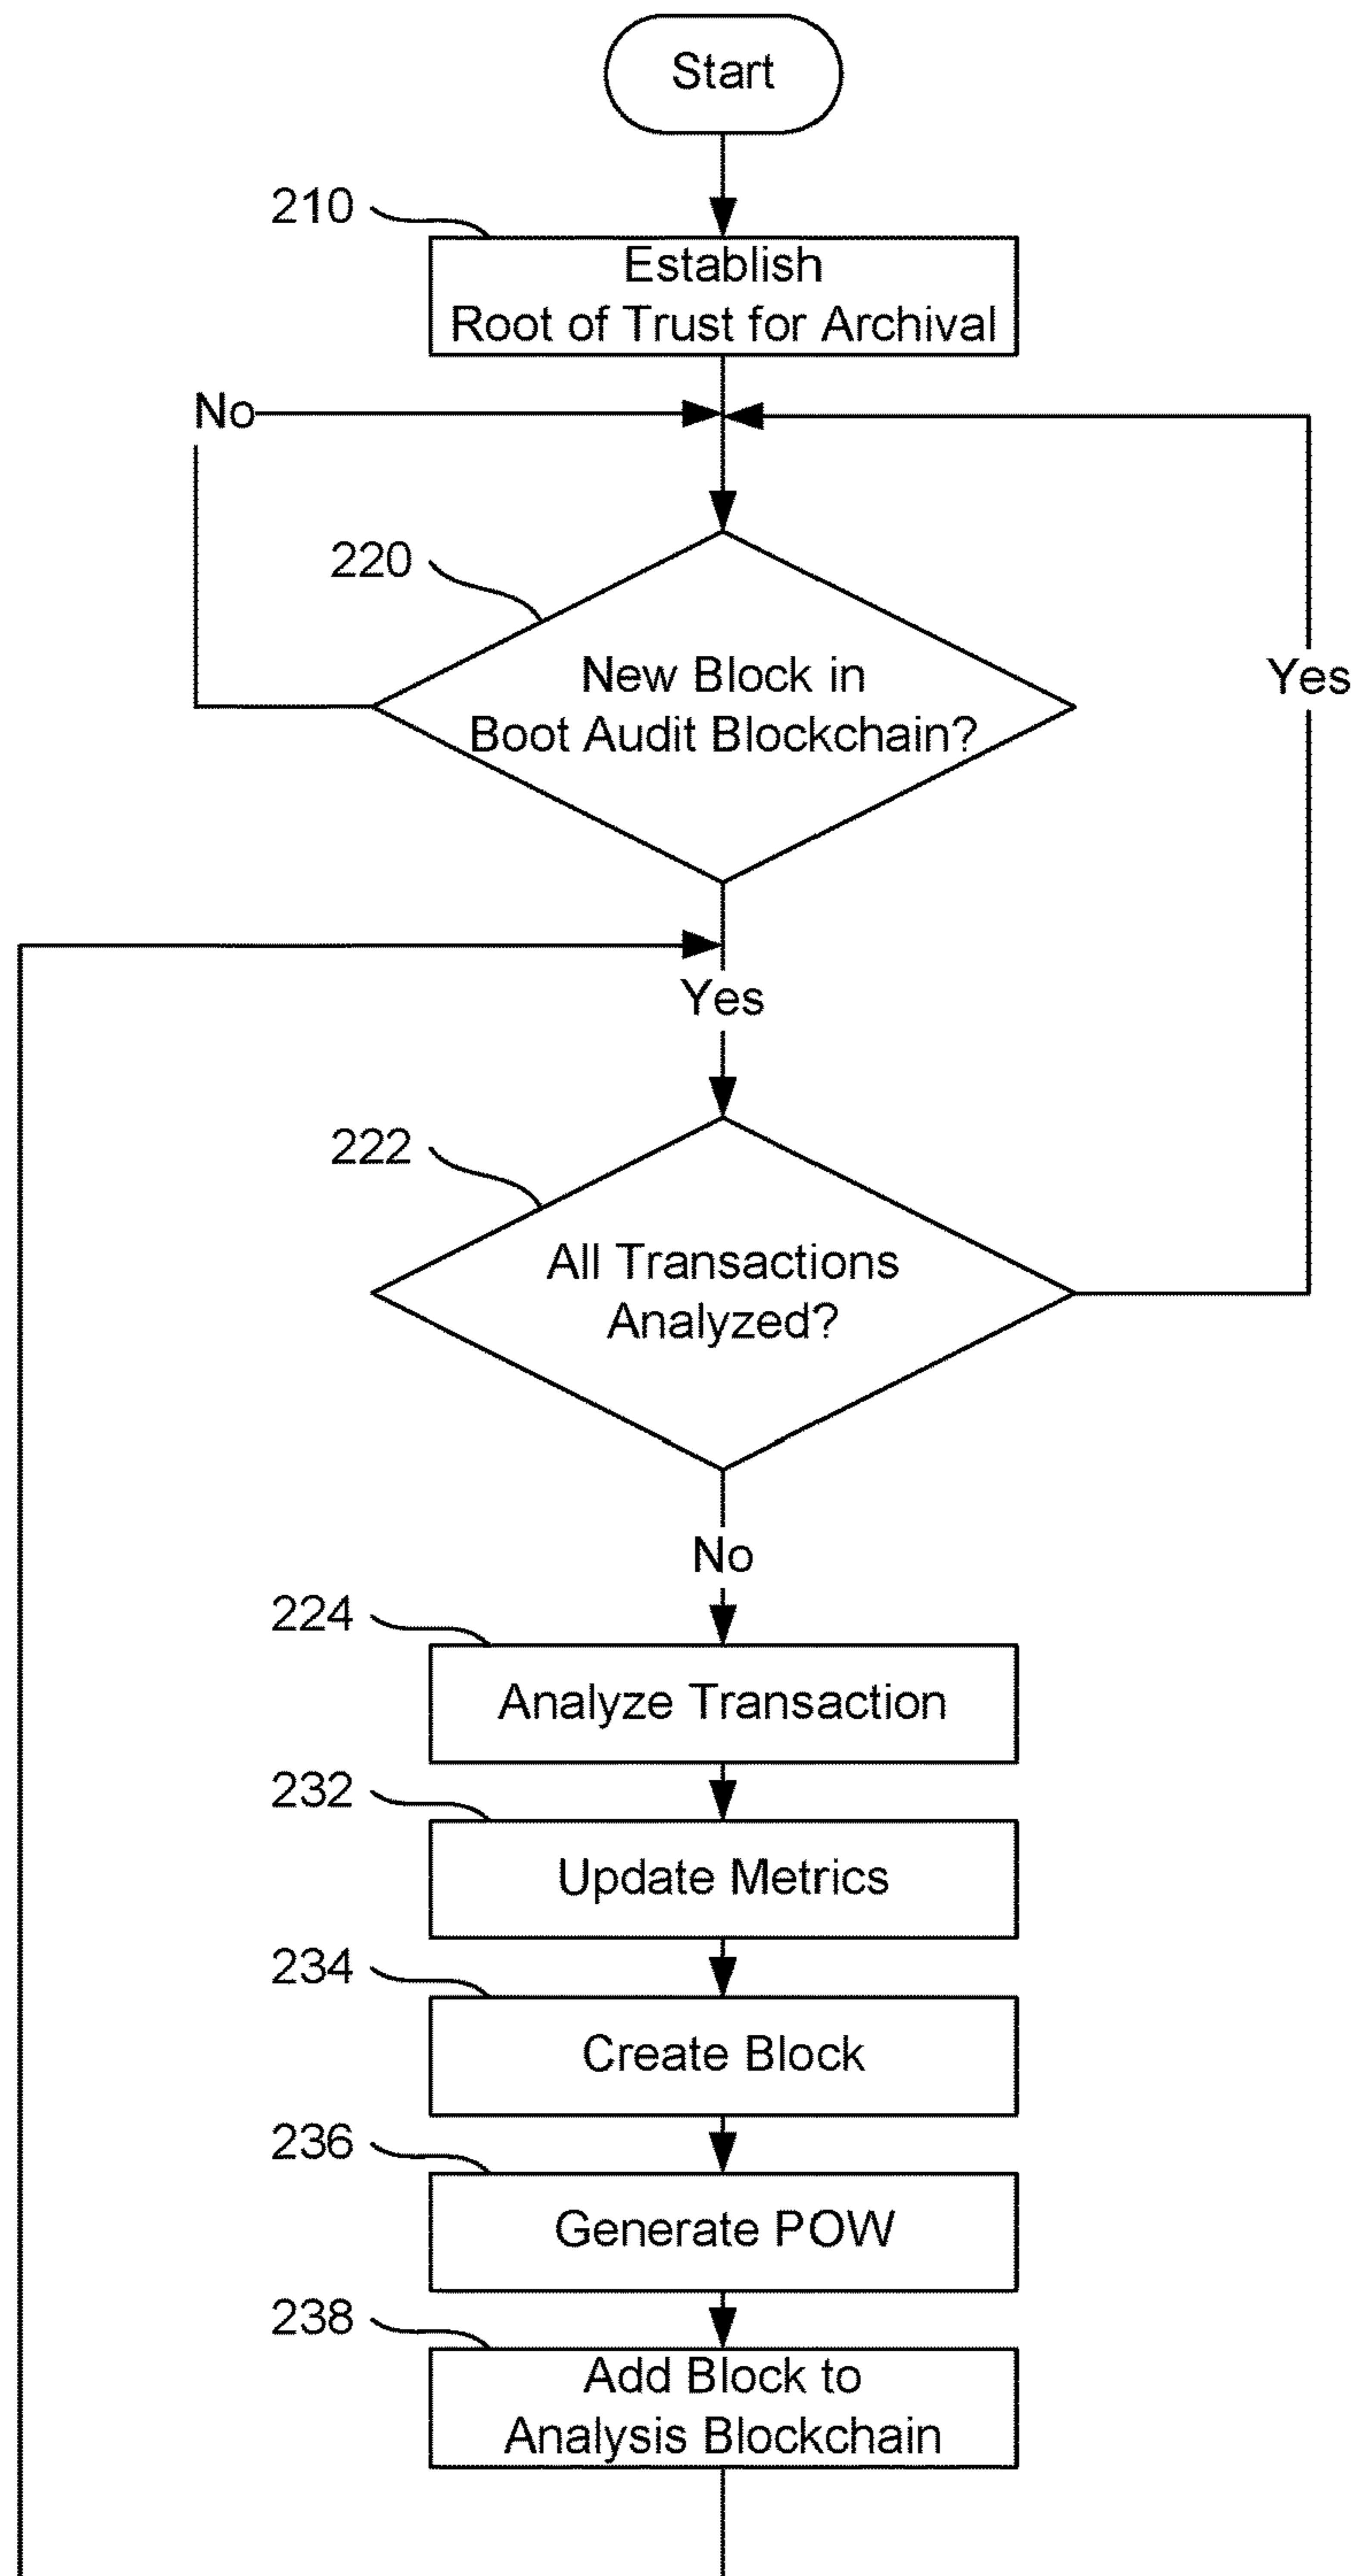 Start
210
Establish
Root of Trust for Archival
No
220
New Block in
Boot Audit Blockchain?
Yes
Yes
222
All Transactions
Analyzed?
No
224
Analyze Transaction
232
Update Metrics
234
Create Block
236
Generate POW
238
Add Block to
Analysis Blockchain